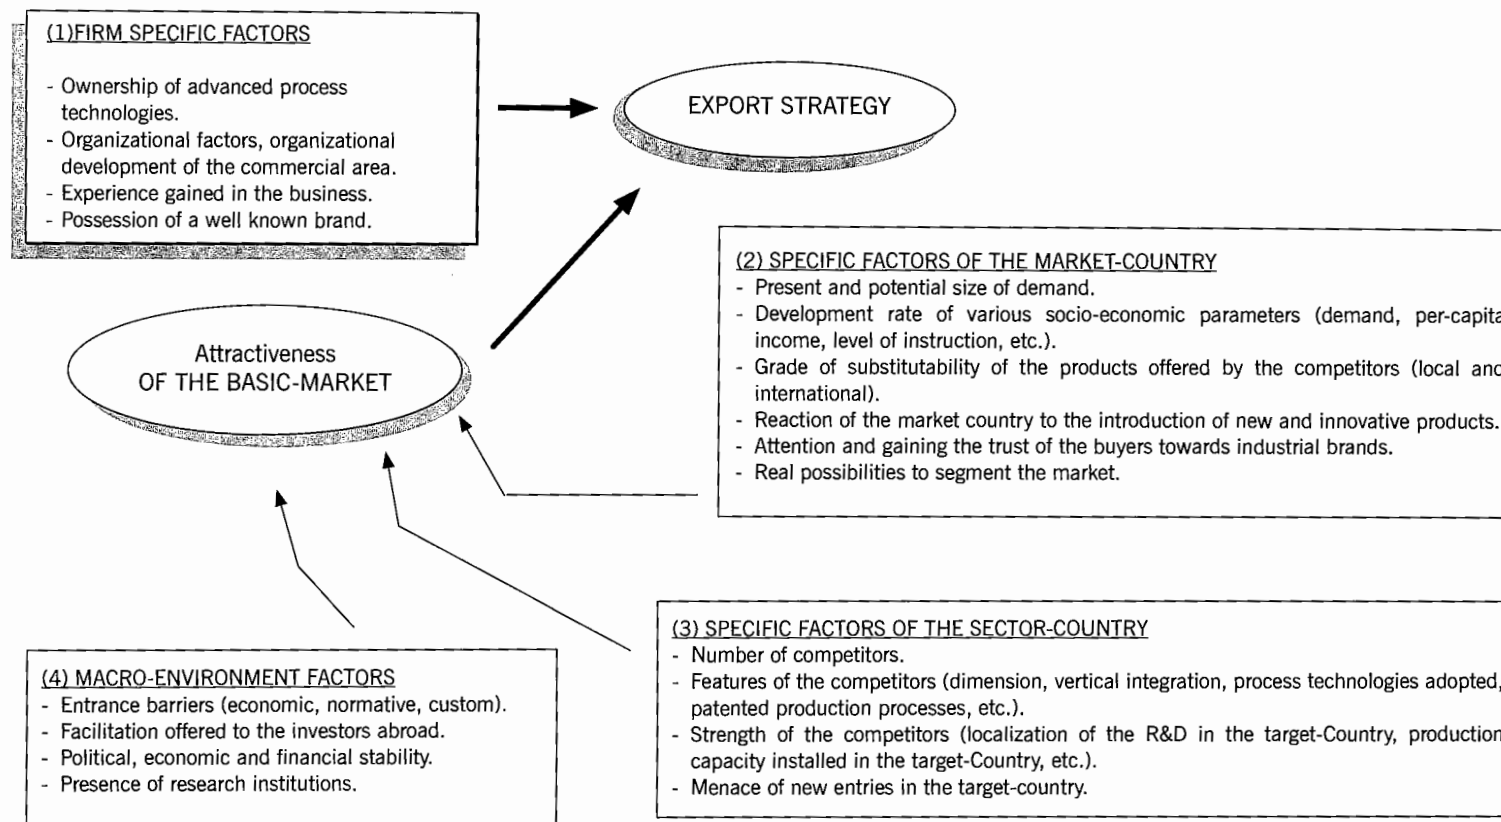 (1)FIRM SPECIFIC FACTORS
- Ownership of advanced process
technologies.
- Organizational factors, organizational
development of the commercial area.
- Experience gained in the business.
- Possession of a well known brand.
EXPORT STRATEGY
Attractiveness
OF THE BASIC-MARKET
(2) SPECIFIC FACTORS OF THE MARKET-COUNTRY
- Present and potential size of demand.
- Development rate of various socio-economic parameters (demand, per-capita
income, level of instruction, etc.).
- Grade of substitutability of the products offered by the competitors (local and
international).
- Reaction of the market country to the introduction of new and innovative products.
- Attention and gaining the trust of the buyers towards industrial brands.
- Real possibilities to segment the market.
(3) SPECIFIC FACTORS OF THE SECTOR-COUNTRY
- Number of competitors.
- Features of the competitors (dimension, vertical integration, process technologies adopted,
patented production processes, etc.).
- Strength of the competitors (localization of the R&D in the target-Country, production
capacity installed in the target-Country, etc.).
- Menace of new entries in the target-country.
(4) MACRO-ENVIRONMENT FACTORS
- Entrance barriers (economic, normative, custom).
- Facilitation offered to the investors abroad.
- Political, economic and financial stability.
- Presence of research institutions.